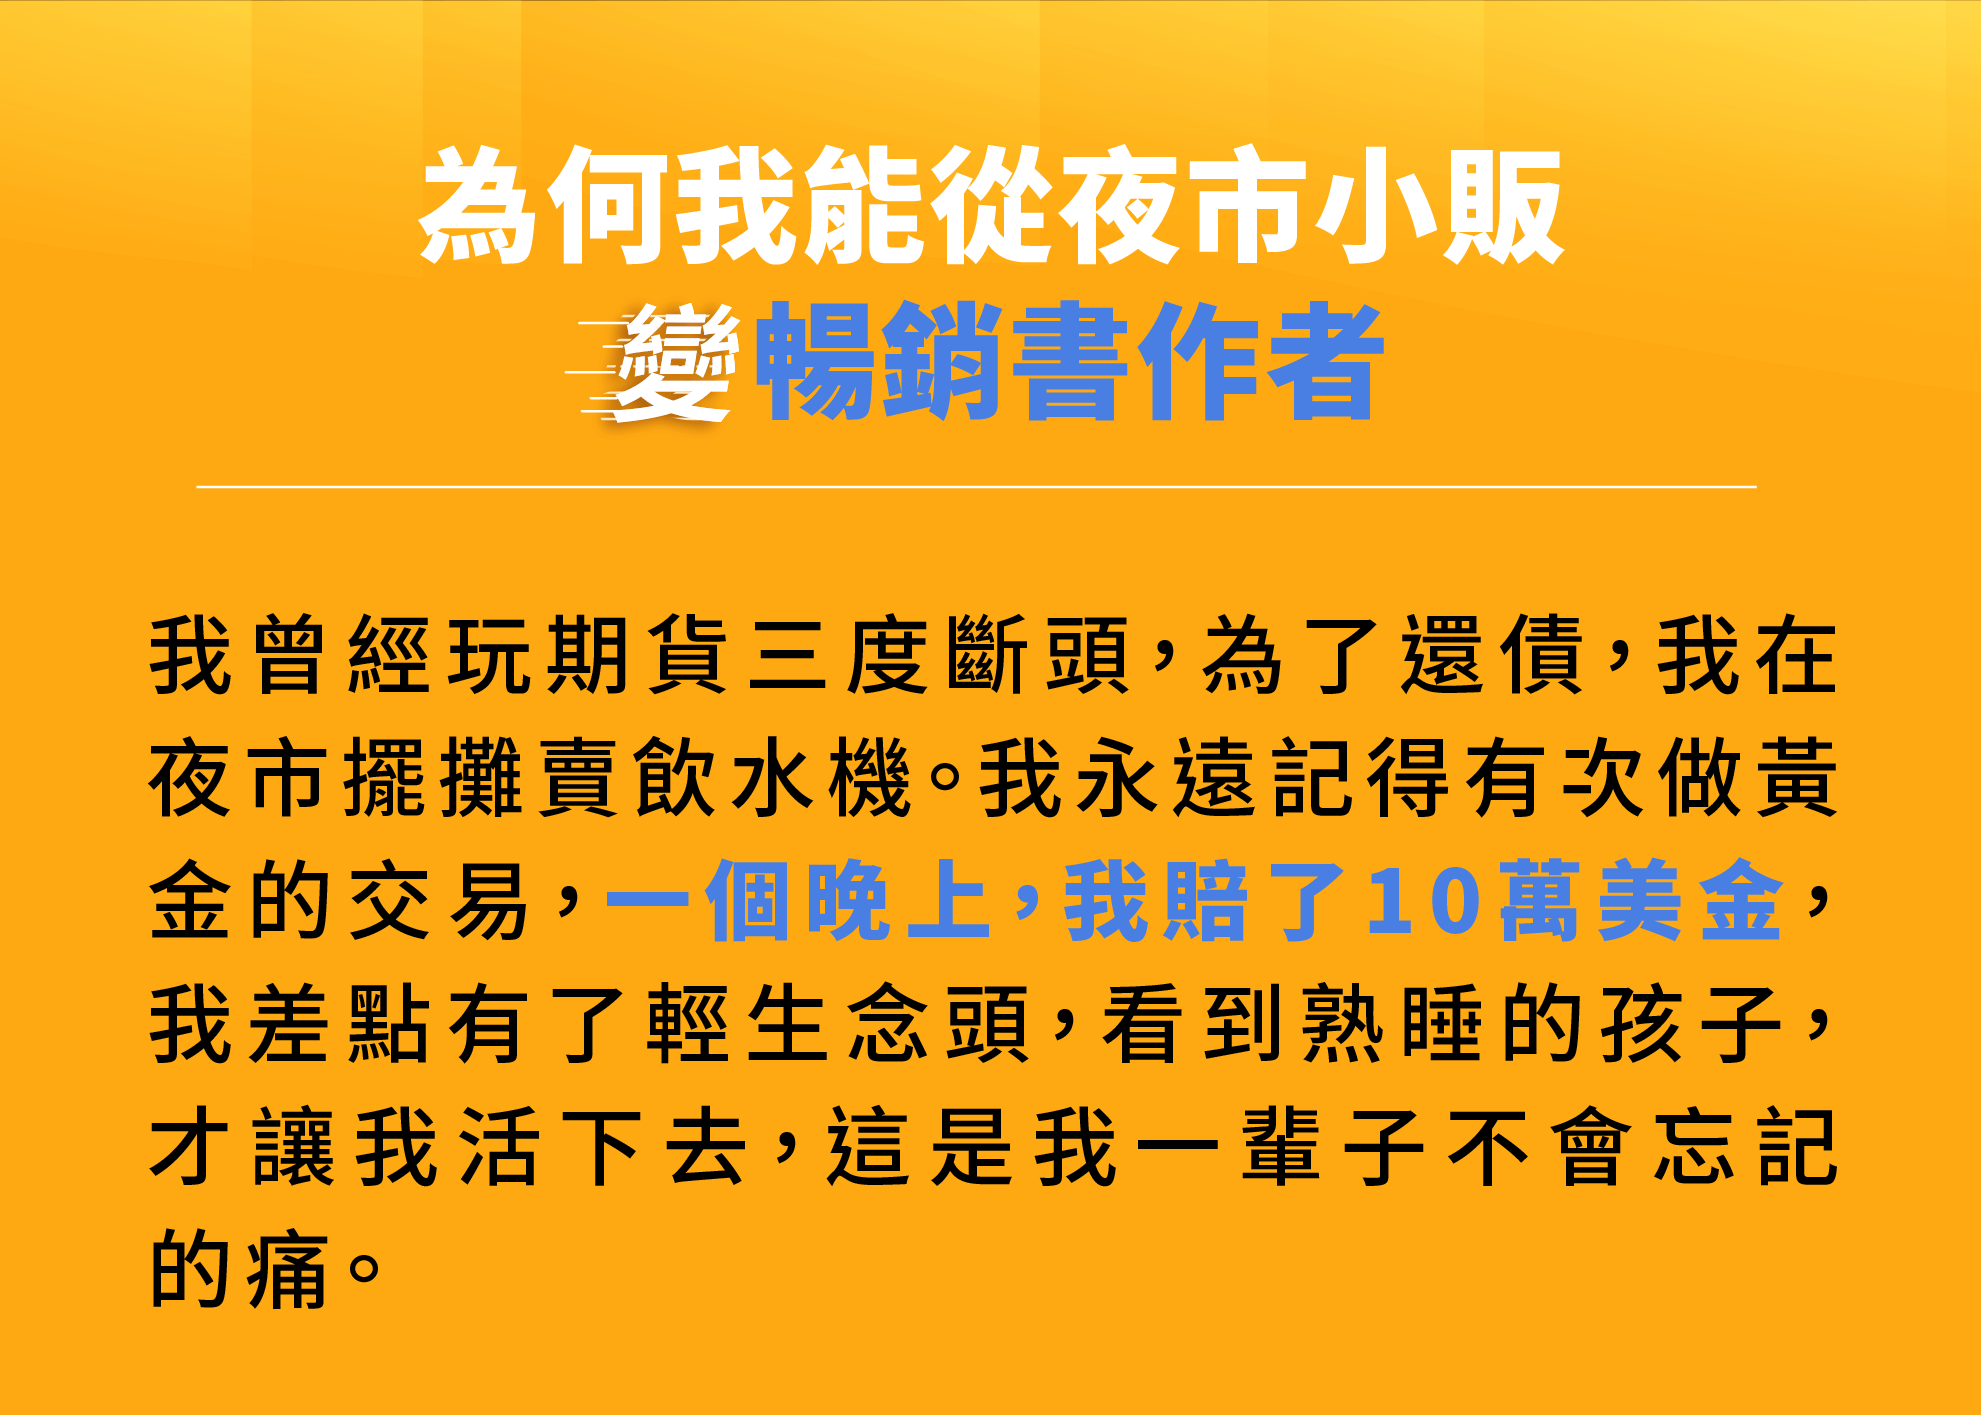 為何我能從夜市小販
變暢銷書作者
我曾經玩期貨三度斷頭，為了還債，我在
夜市擺攤賣飲水機。我永遠記得有次做黃
金的交易，一個晚上，我賠了10萬美金，
我差點有了輕生念頭，看到熟睡的孩子，
才讓我活下去，這是我一輩子不會忘記
的痛。